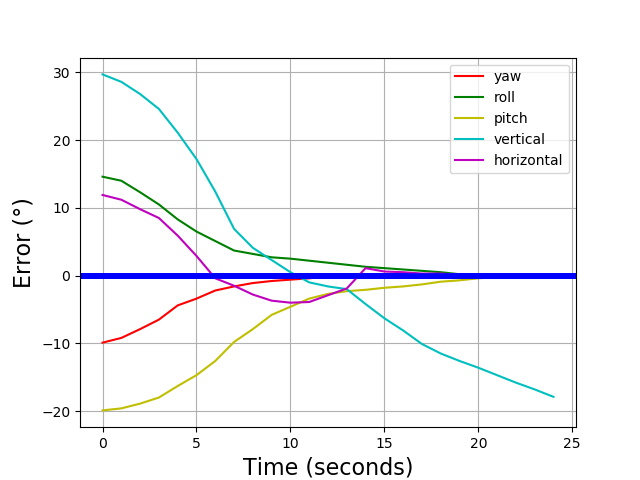 30
20
10
0
−10
−20
Error (°)
yaw
roll
pitch
vertical
horizontal
0 5 10 15 20 25
Time (seconds)